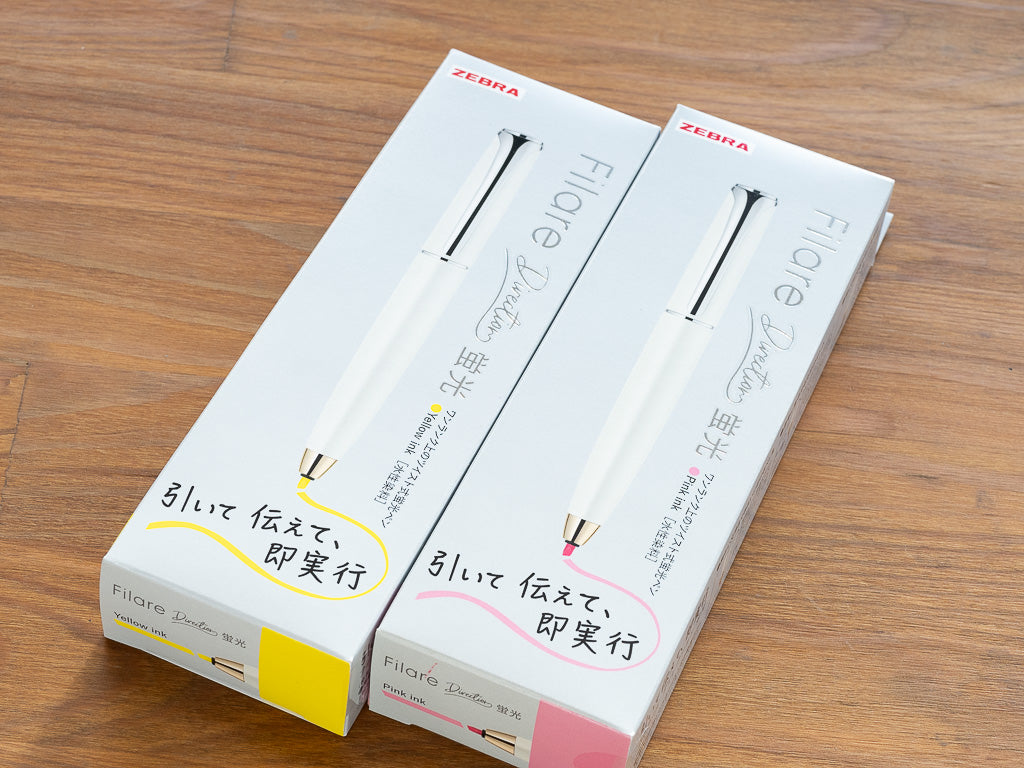 ZEBRA
Filare Direction 蛍光
ワンランク上のツイスト式蛍光ペン
Yellow ink [水性染料]
引いて 伝えて、
即実行
Filare Direction 蛍光
Yellow ink
ZEBRA
Filare Direction 蛍光
ワンランク上のツイスト式蛍光ペン
Pink ink [水性染料]
引いて 伝えて、
即実行
Filare Direction 蛍光
Pink ink